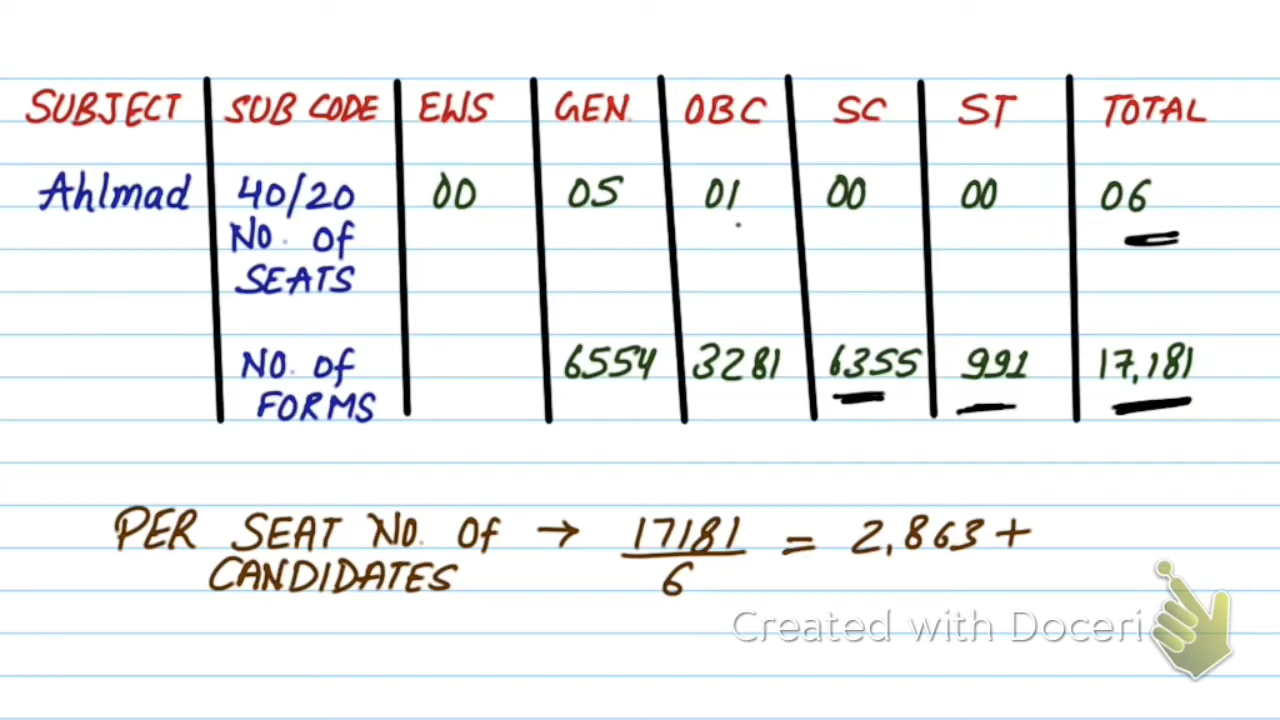 SUBJECT SUB CODE EWS GEN. OBC SC ST TOTAL
Ahlmad 40/20 00 05 01 00 00 06
No. Of
SEATS
NO. of 6554 3281 6355 991 17,181
FORMS
PER SEAT NO. Of → 17181/6 = 2,863+
CANDIDATES
Created with Doceri